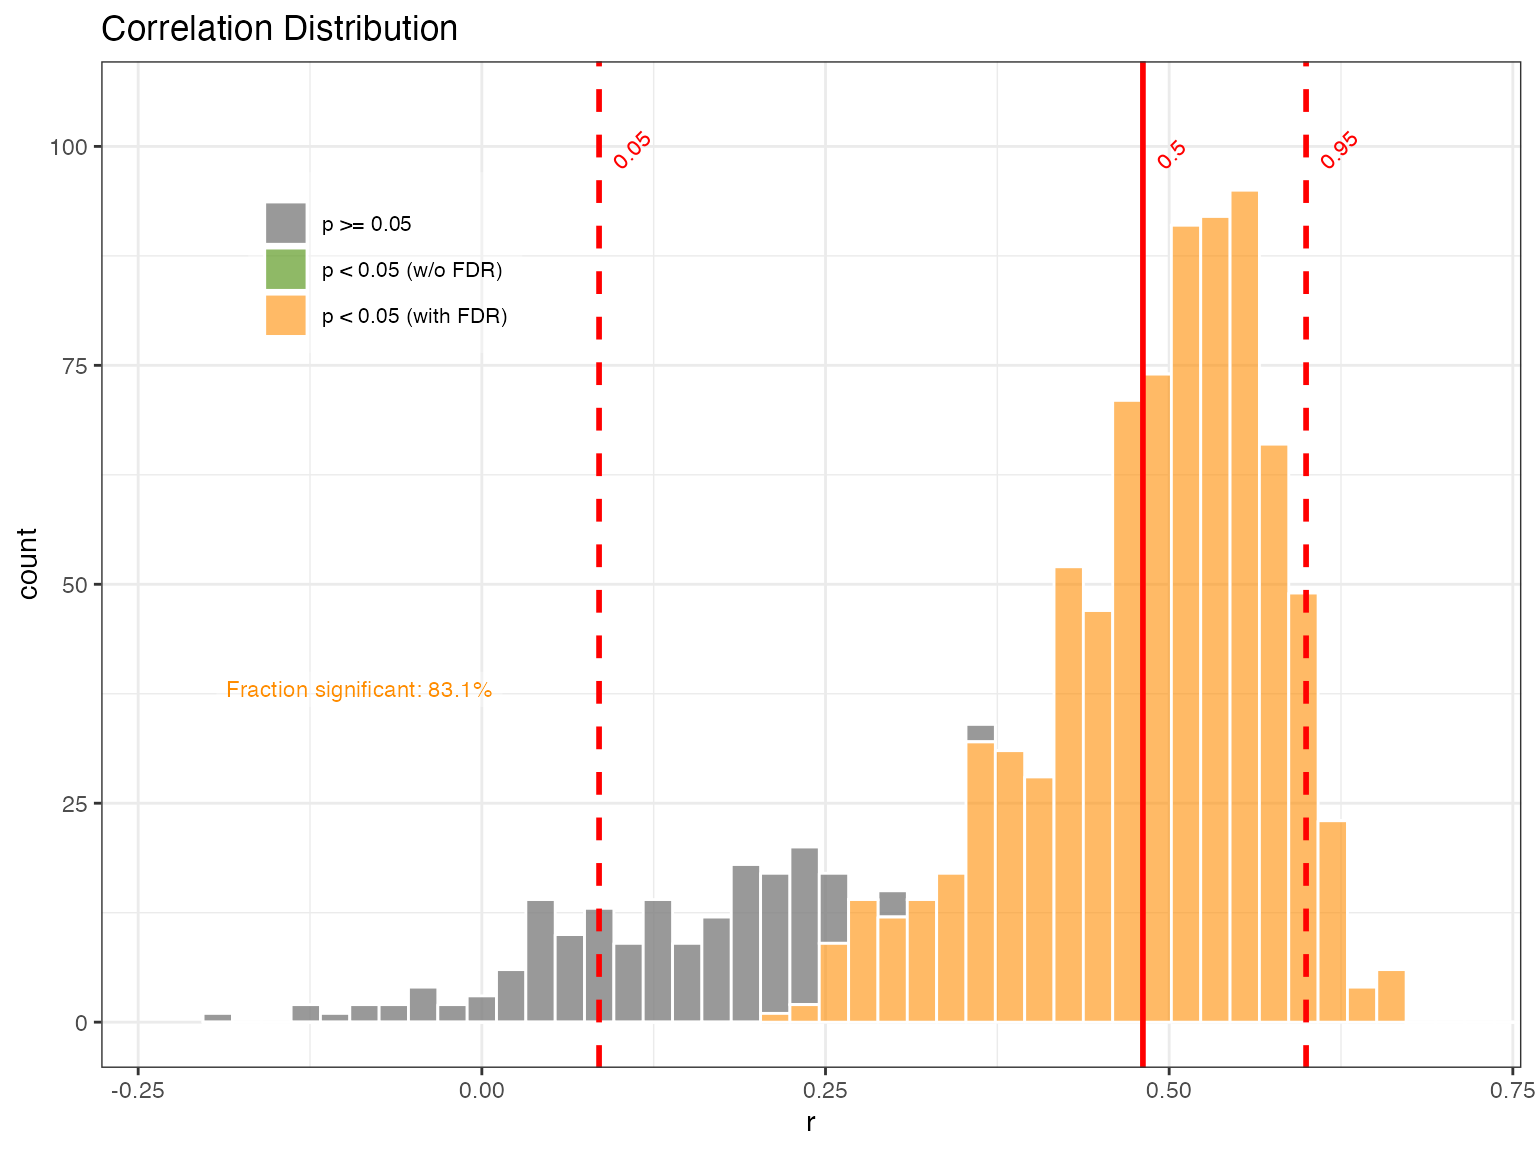 Correlation Distribution
0.05
0.5
0.95
100
75
50
25
0
count
p >= 0.05
p < 0.05 (w/o FDR)
p < 0.05 (with FDR)
Fraction significant: 83.1%
-0.25
0.00
0.25
0.50
0.75
r